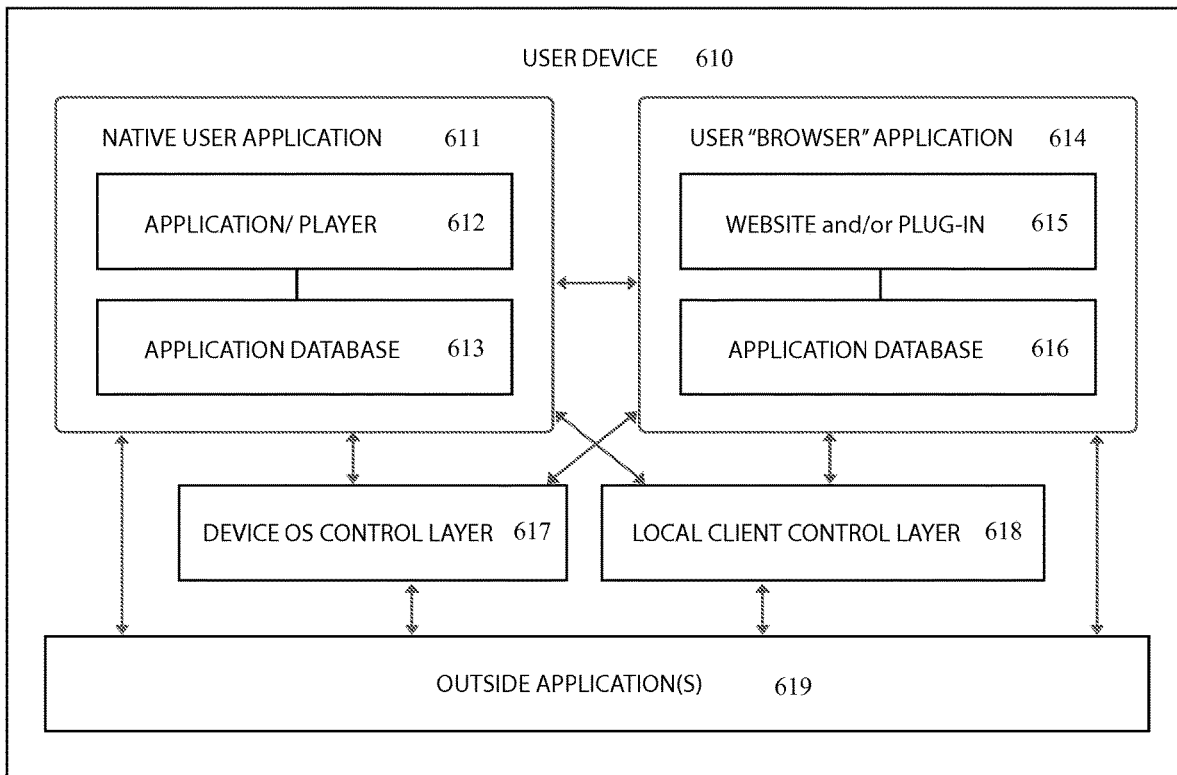 USER DEVICE 610
NATIVE USER APPLICATION 611
APPLICATION/ PLAYER 612
APPLICATION DATABASE 613
USER “BROWSER” APPLICATION 614
WEBSITE and/or PLUG-IN 615
APPLICATION DATABASE 616
DEVICE OS CONTROL LAYER 617
LOCAL CLIENT CONTROL LAYER 618
OUTSIDE APPLICATION(S) 619